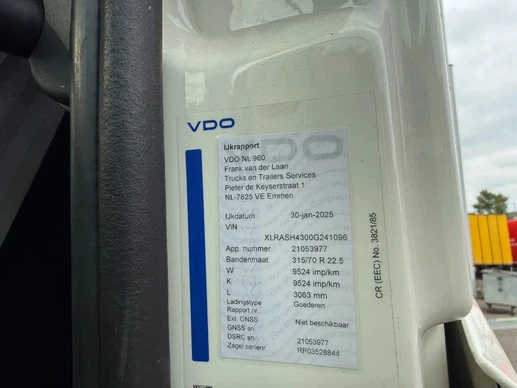 VDO
IJkrapport
VDO NL 960
Frank van der Laan
Trucks en Trailers Services
Pieter de Keyserstraat 1
NL-7825 VE Emmen
IJkdatum 30-jan-2025
VIN
XLRASH4300G241096
App. nummer 21053977
Bandenmaat 315/70 R 22.5
W 9524 imp/km
K 9524 imp/km
L 3063 mm
Ladingstype Goederen
Rapport nr.
Ext. GNSS Niet beschikbaar
GNSS sn.
DSRC sn. 21053977
Zegel serienr. RP03528844
CR (EEC) No. 3821/85